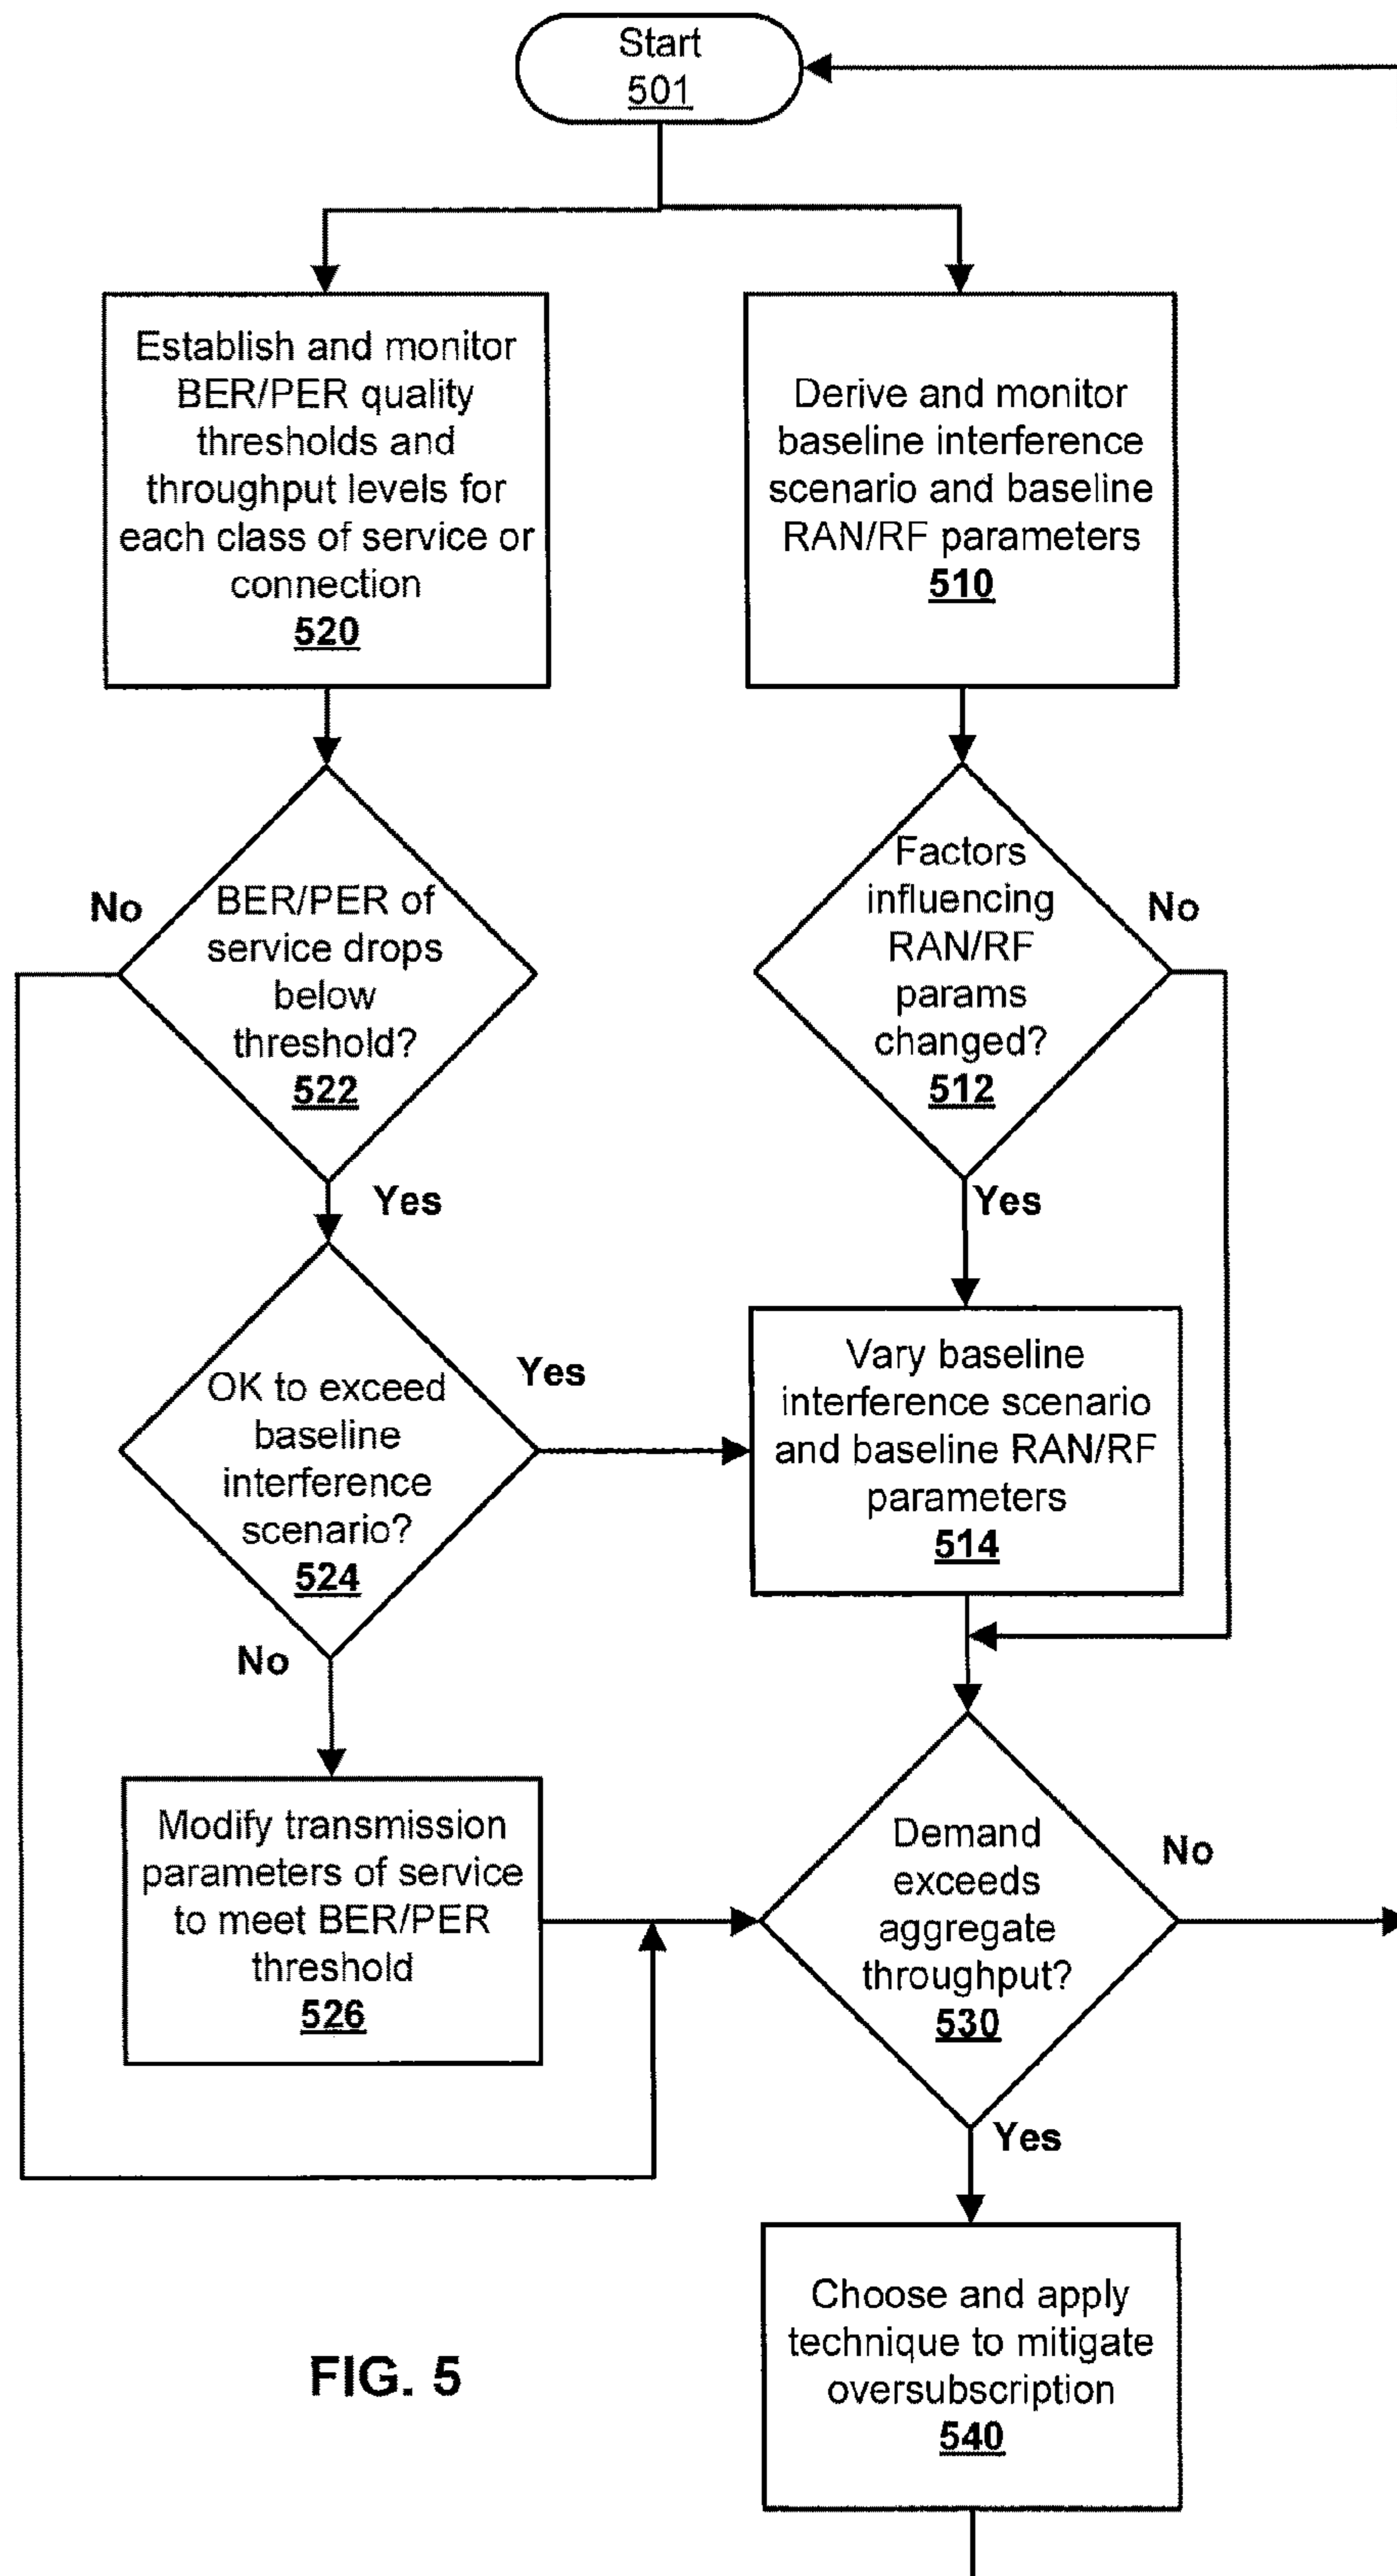 Start
501
Establish and monitor
BER/PER quality
thresholds and
throughput levels for
each class of service or
connection
520
Derive and monitor
baseline interference
scenario and baseline
RAN/RF parameters
510
No
BER/PER of
service drops
below
threshold?
522
Yes
Factors
influencing
RAN/RF
params
changed?
512
No
Yes
OK to exceed
baseline
interference
scenario?
524
Yes
No
Vary baseline
interference scenario
and baseline RAN/RF
parameters
514
Modify transmission
parameters of service
to meet BER/PER
threshold
526
Demand
exceeds
aggregate
throughput?
530
No
Yes
Choose and apply
technique to mitigate
oversubscription
540
FIG. 5